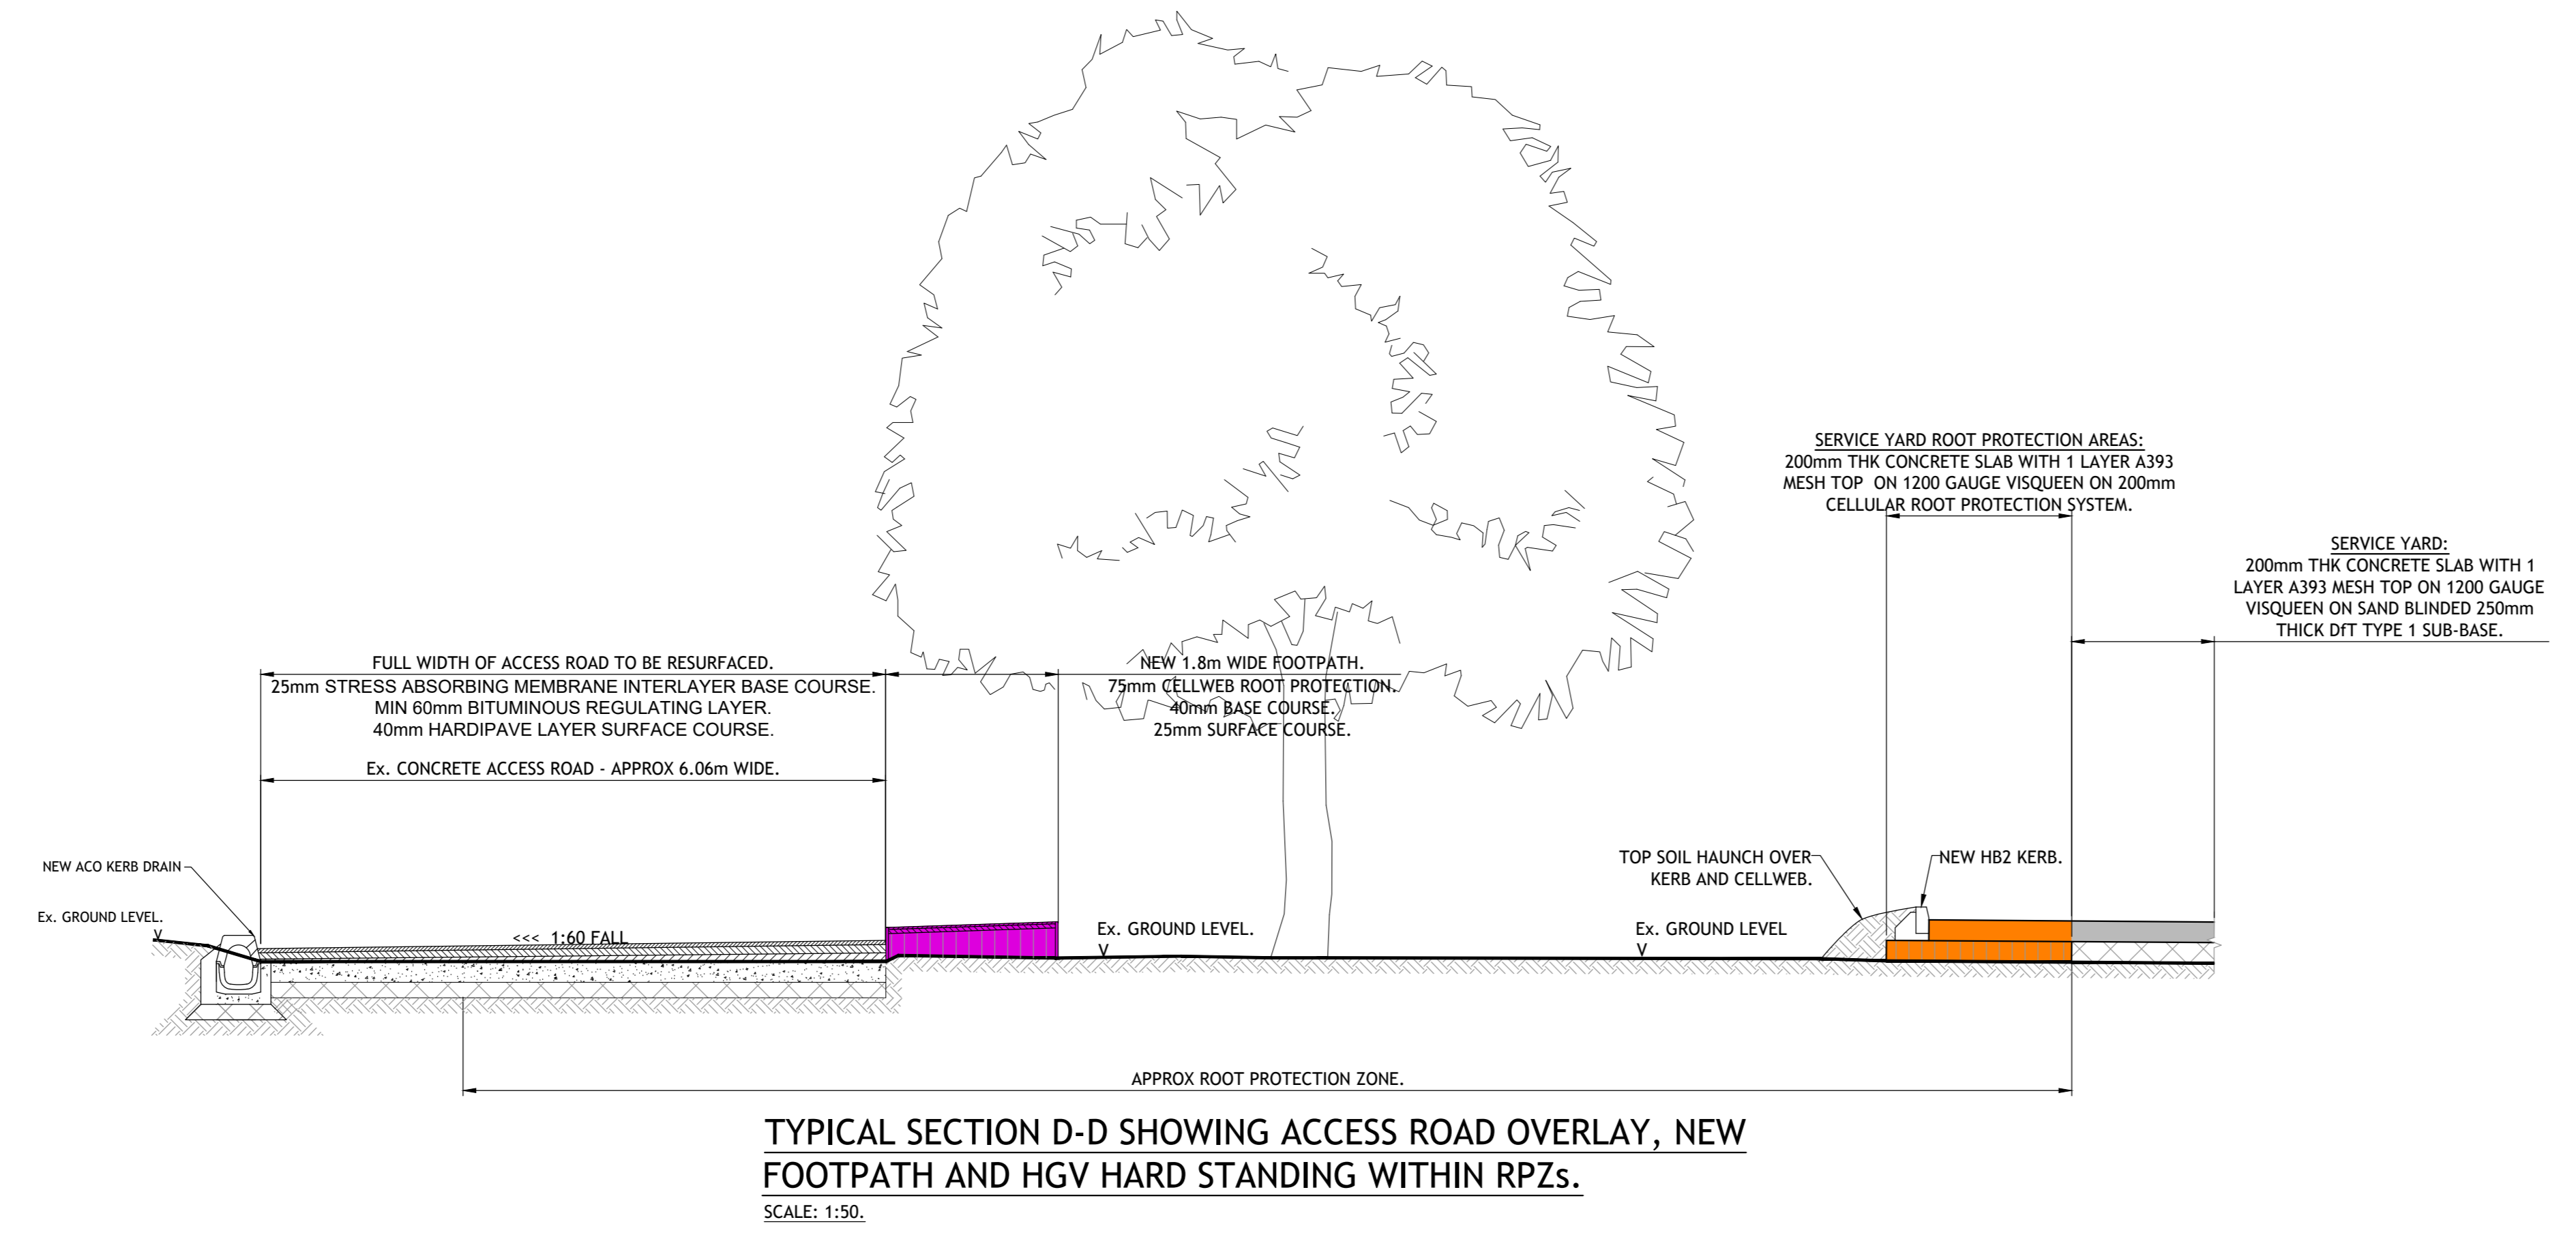 SERVICE YARD ROOT PROTECTION AREAS:
200mm THK CONCRETE SLAB WITH 1 LAYER A393
MESH TOP ON 1200 GAUGE VISQUEEN ON 200mm
CELLULAR ROOT PROTECTION SYSTEM.
SERVICE YARD:
200mm THK CONCRETE SLAB WITH 1
LAYER A393 MESH TOP ON 1200 GAUGE
VISQUEEN ON SAND BLINDED 250mm
THICK DfT TYPE 1 SUB-BASE.
FULL WIDTH OF ACCESS ROAD TO BE RESURFACED.
25mm STRESS ABSORBING MEMBRANE INTERLAYER BASE COURSE.
MIN 60mm BITUMINOUS REGULATING LAYER.
40mm HARDIPAVE LAYER SURFACE COURSE.
Ex. CONCRETE ACCESS ROAD - APPROX 6.06m WIDE.
NEW 1.8m WIDE FOOTPATH.
75mm CELLWEB ROOT PROTECTION.
40mm BASE COURSE.
25mm SURFACE COURSE.
NEW ACO KERB DRAIN
Ex. GROUND LEVEL.
<<< 1:60 FALL
Ex. GROUND LEVEL.
Ex. GROUND LEVEL
TOP SOIL HAUNCH OVER
KERB AND CELLWEB.
NEW HB2 KERB.
APPROX ROOT PROTECTION ZONE.
TYPICAL SECTION D-D SHOWING ACCESS ROAD OVERLAY, NEW
FOOTPATH AND HGV HARD STANDING WITHIN RPZs.
SCALE: 1:50.